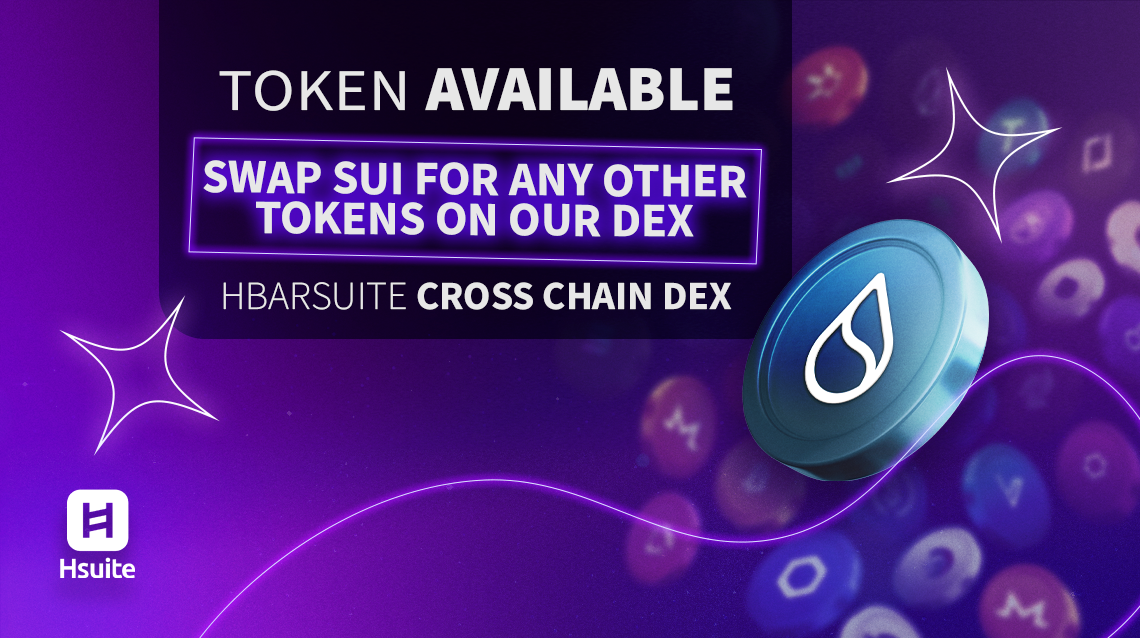 TOKEN AVAILABLE
SWAP SUI FOR ANY OTHER
TOKENS ON OUR DEX
HBARSUITE CROSS CHAIN DEX
Hsuite